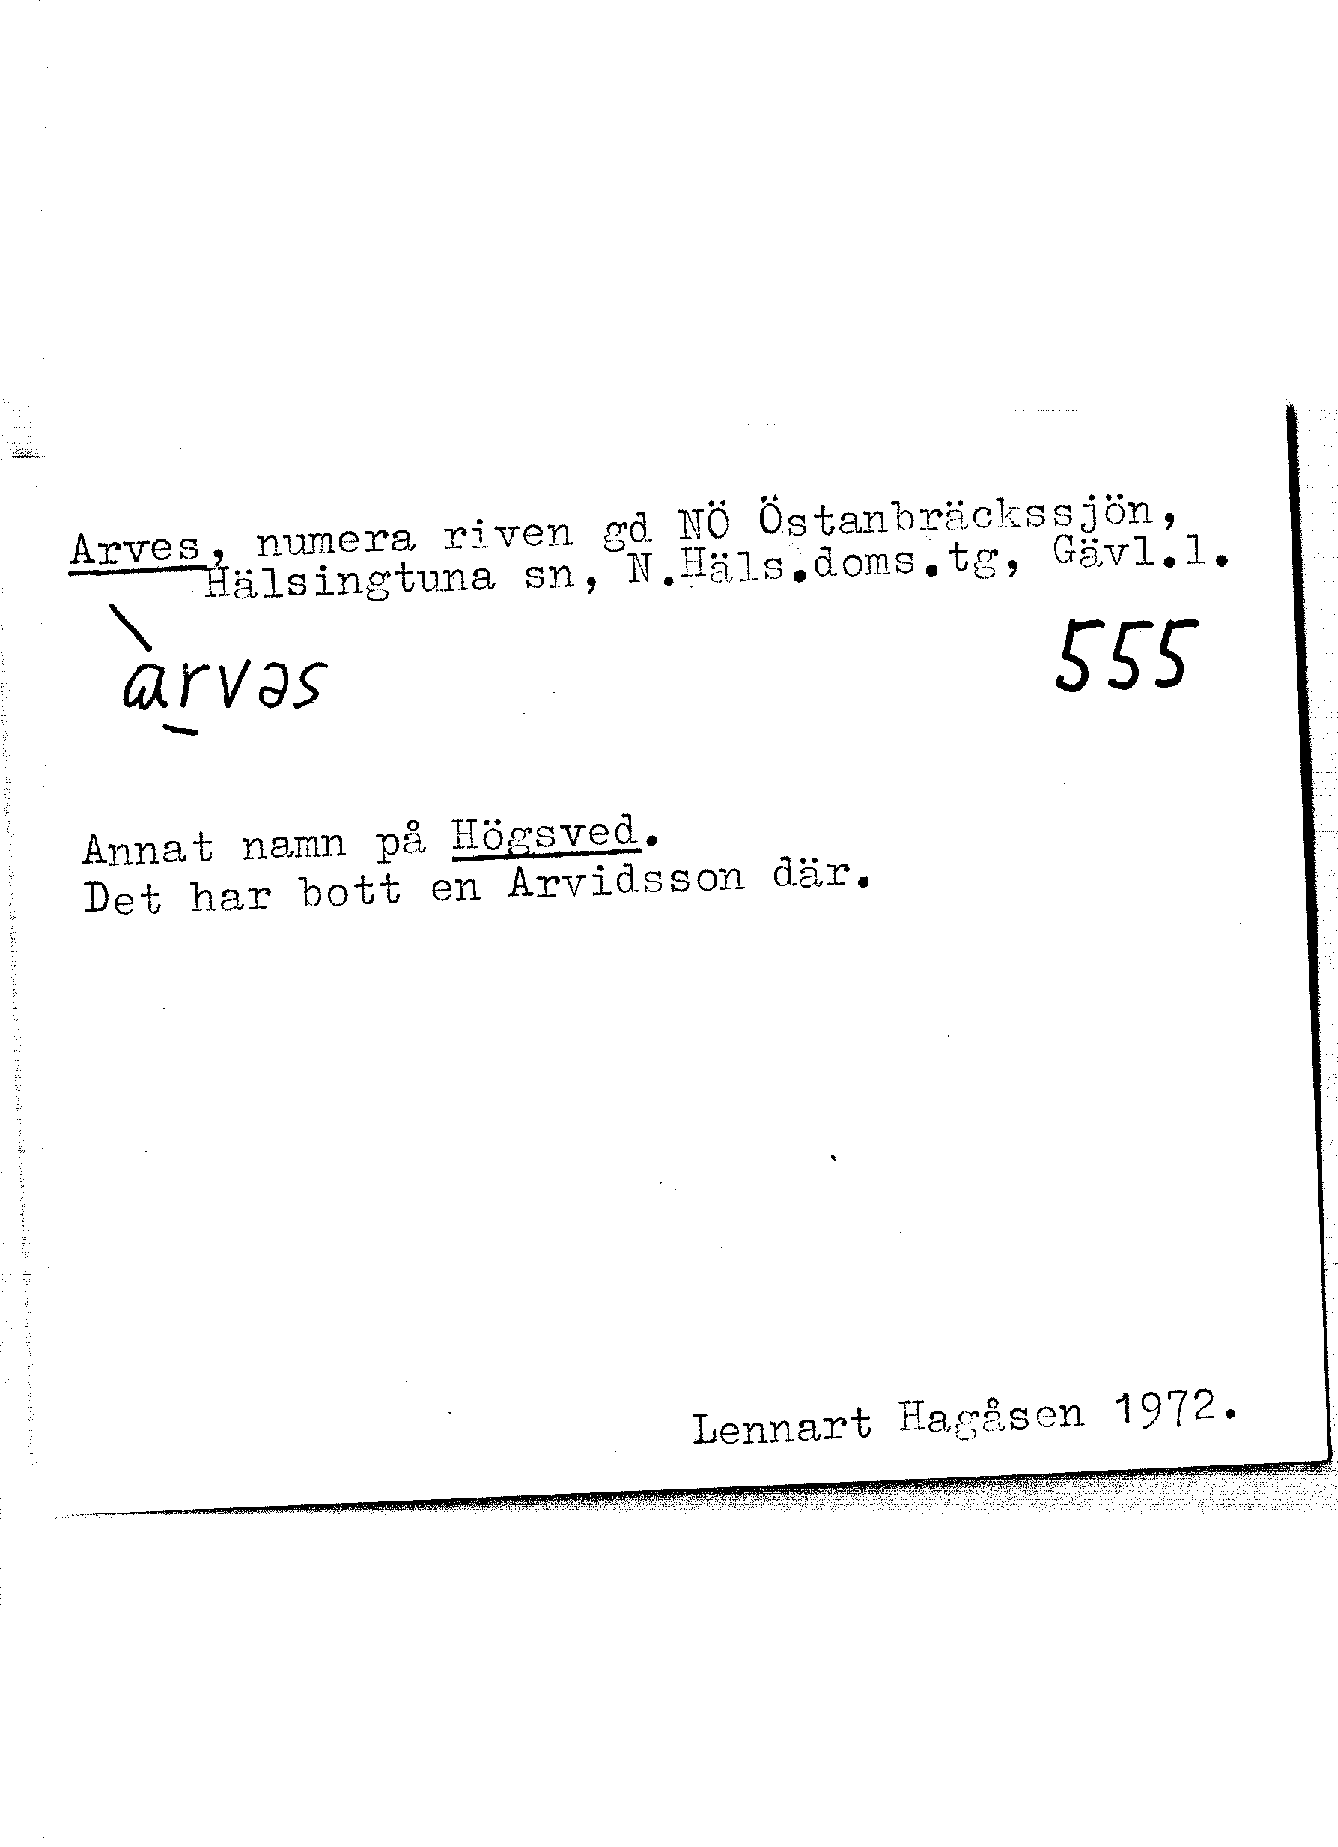 Arves, numera riven gd NÖ Östanbräckssjön,
Hälsingtuna sn, N.Häls.doms.tg, Gävl.l.
àrvəs
555
Annat namn på Högsved.
Det har bott en Arvidsson där.
Lennart Hagåsen 1972.